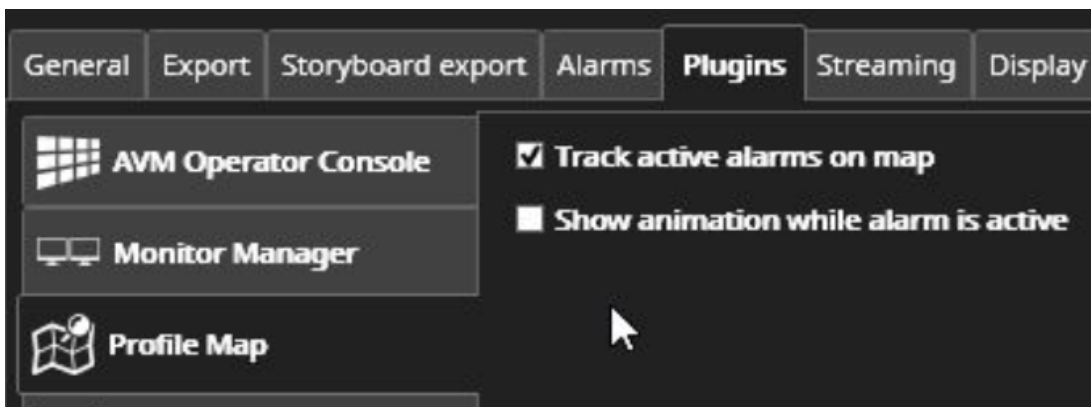 General Export Storyboard export Alarms Plugins Streaming Display
AVM Operator Console
Track active alarms on map
Show animation while alarm is active
Monitor Manager
Profile Map